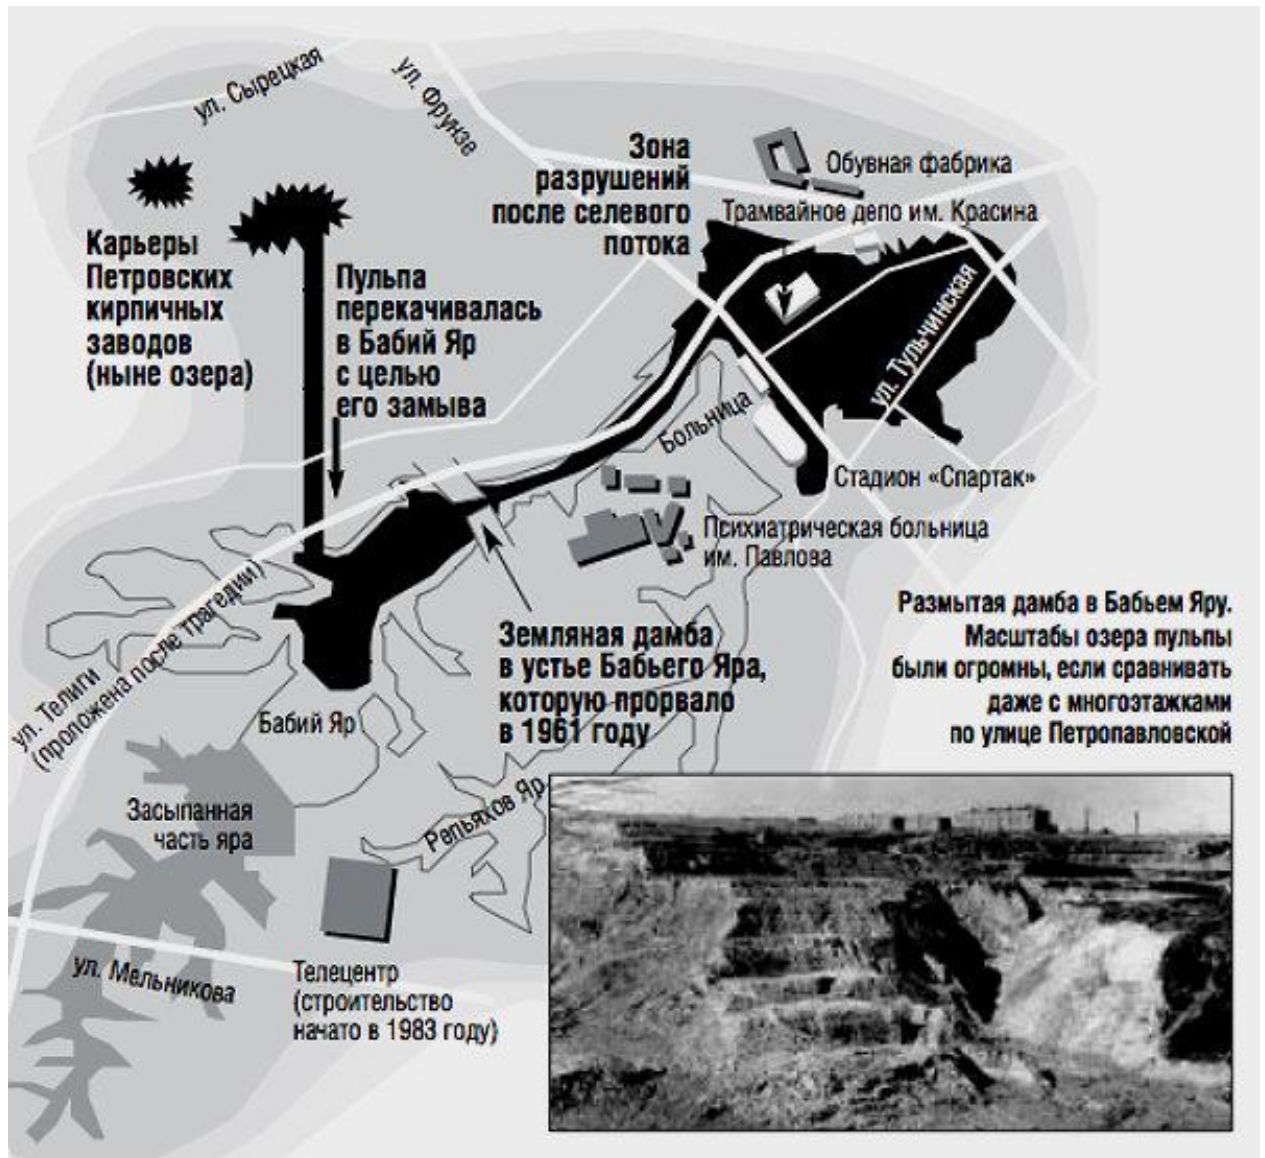 ул. Сырецкая
ул. Фрунзе
Зона
разрушений
после селевого
потока
Обувная фабрика
Трамвайное депо им. Красина
Карьеры
Петровских
кирпичных
заводов
(ныне озера)
Пульпа
перекачивалась
в Бабий Яр
с целью
его замыва
ул. Тульчинская
Больница
Стадион «Спартак»
Психиатрическая больница
им. Павлова
ул. Телиги
(проложена после трагедии)
Земляная дамба
в устье Бабьего Яра,
которую прорвало
в 1961 году
Размытая дамба в Бабьем Яру.
Масштабы озера пульпы
были огромны, если сравнивать
даже с многоэтажками
по улице Петропавловской
Бабий Яр
Засыпанная
часть яра
Репьяхов Яр
ул. Мельникова
Телецентр
(строительство
начато в 1983 году)